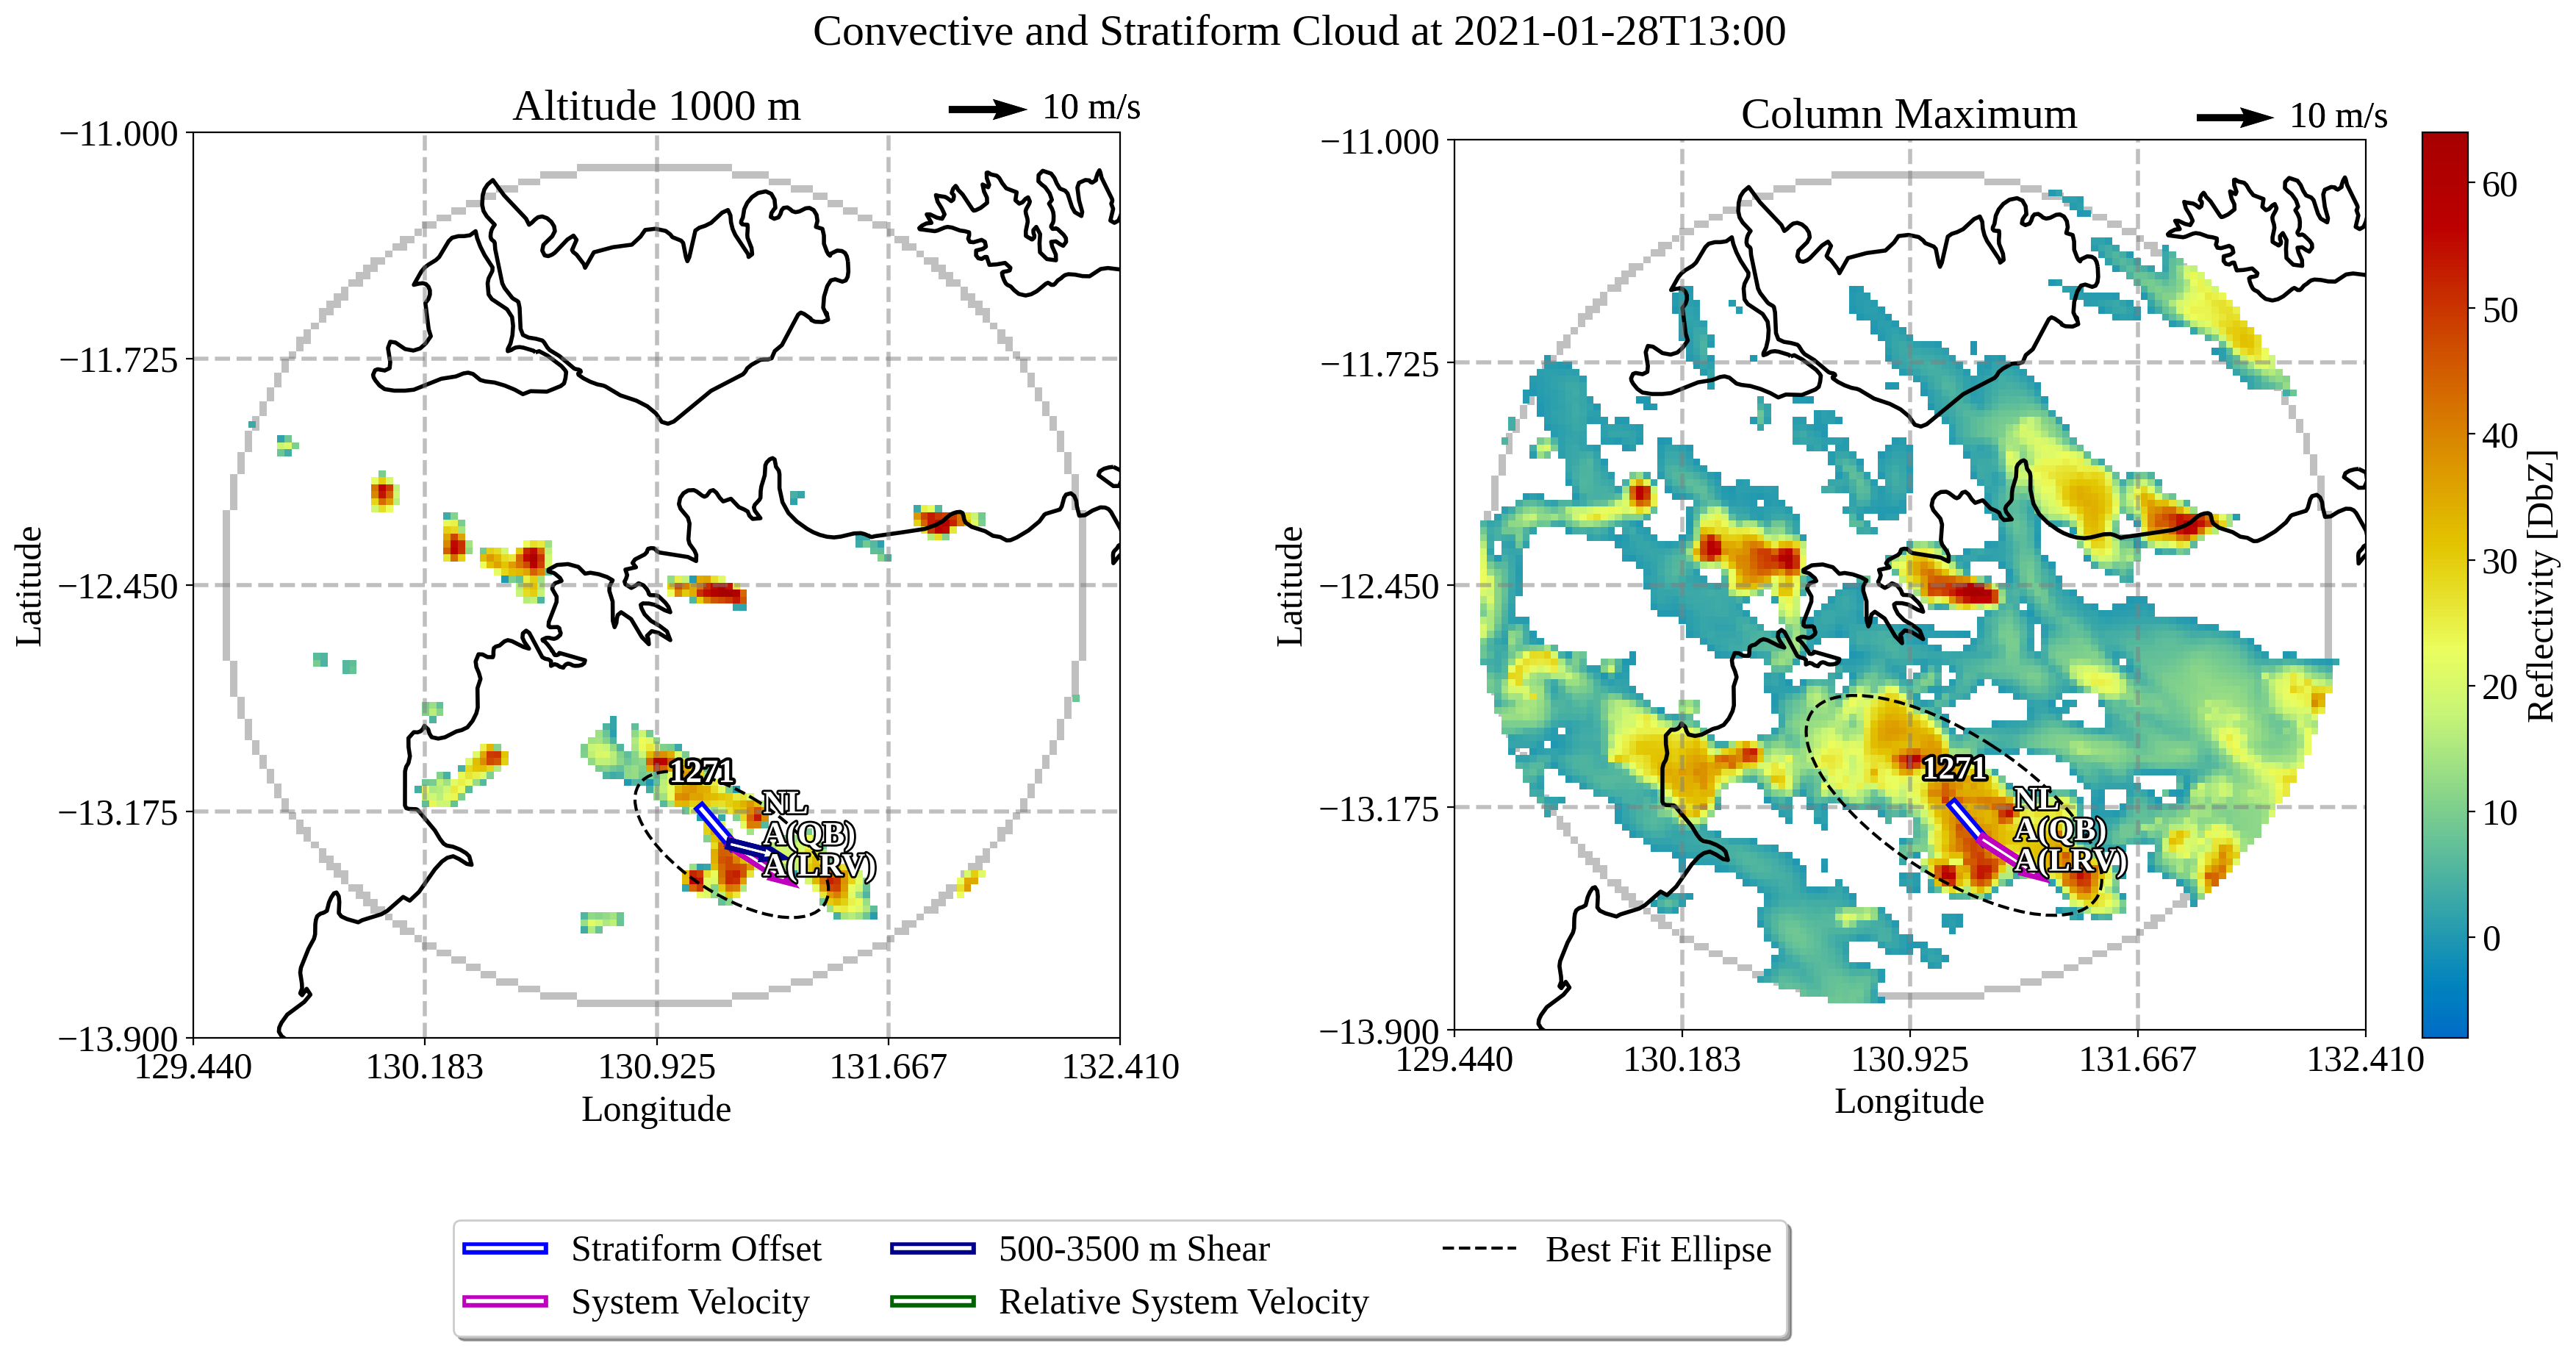 Convective and Stratiform Cloud at 2021-01-28T13:00
Altitude 1000 m
10 m/s
−11.000
−11.725
−12.450
−13.175
−13.900
Latitude
129.440
130.183
130.925
131.667
132.410
Longitude
1271
NL
A(QB)
A(LRV)
Column Maximum
10 m/s
−11.000
−11.725
−12.450
−13.175
−13.900
Latitude
129.440
130.183
130.925
131.667
132.410
Longitude
1271
NL
A(QB)
A(LRV)
60
50
40
30
20
10
0
Reflectivity [DbZ]
Stratiform Offset
System Velocity
500-3500 m Shear
Relative System Velocity
Best Fit Ellipse